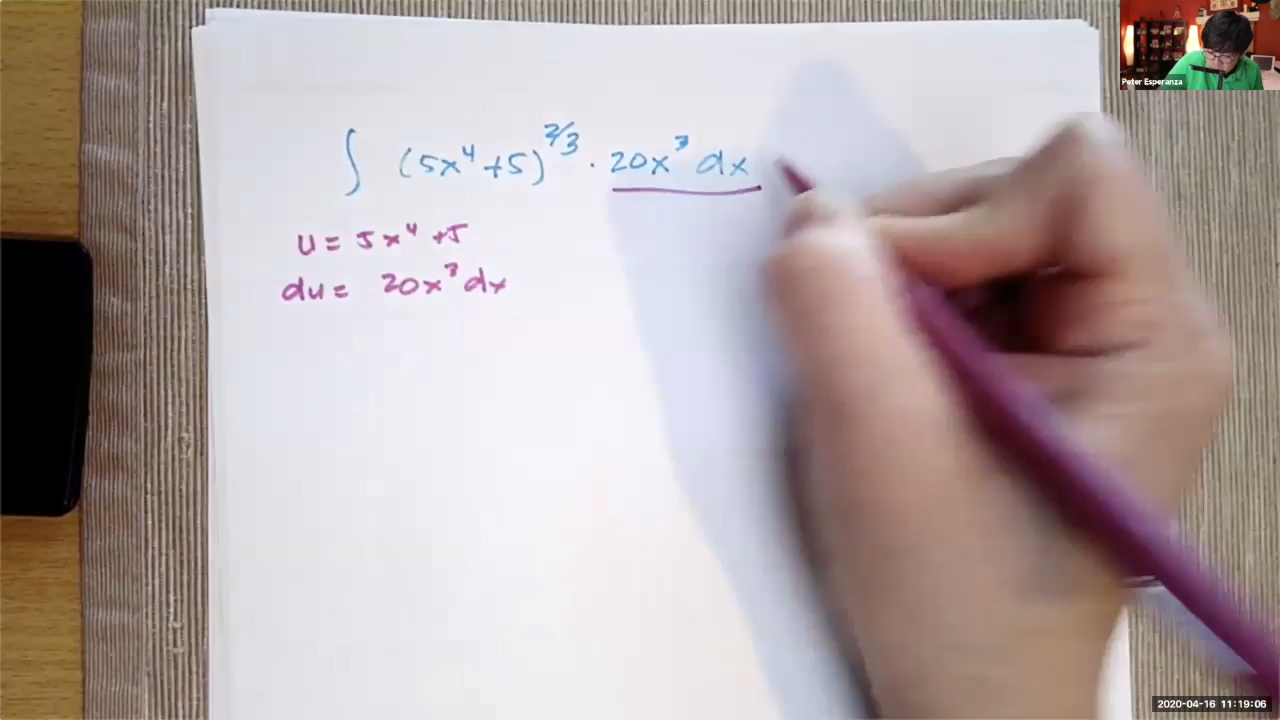 ∫ (5x⁴+5)^2/3 · 20x³ dx
u = 5x⁴+5
du = 20x³dx
Peter Esperanza
2020-04-16 11:19:06